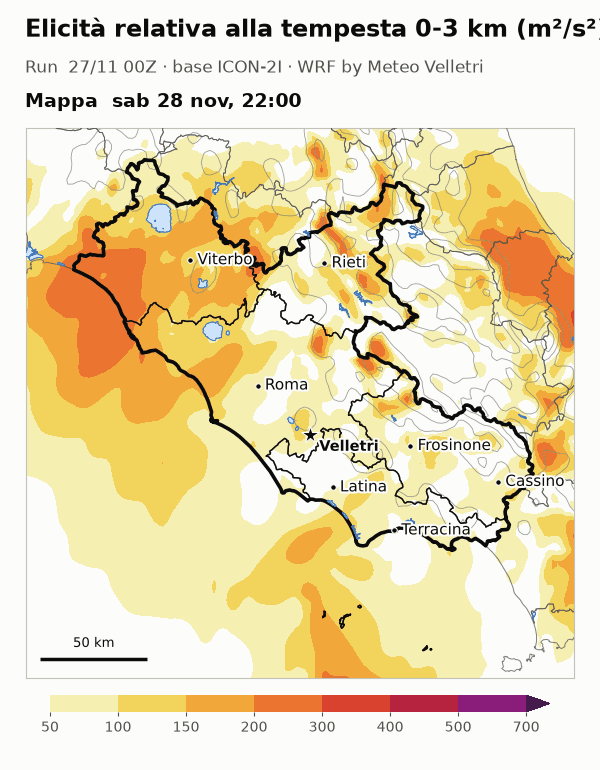 Elicità relativa alla tempesta 0-3 km (m²/s²)
Run 27/11 00Z · base ICON-2I · WRF by Meteo Velletri
Mappa sab 28 nov, 22:00
Viterbo
Rieti
Roma
Velletri
Frosinone
Latina
Cassino
Terracina
50 km
50 100 150 200 300 400 500 700